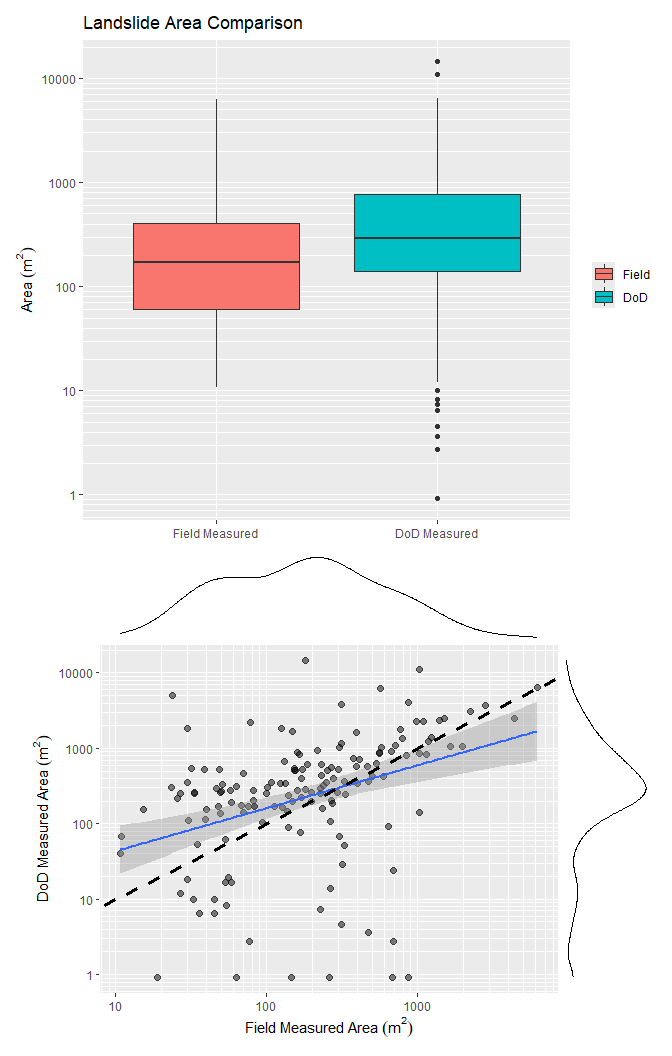 Landslide Area Comparison
10000
1000
100
10
1
Area (m²)
Field Measured
DoD Measured
Field
DoD
10000
1000
100
10
1
DoD Measured Area (m²)
10
100
1000
Field Measured Area (m²)